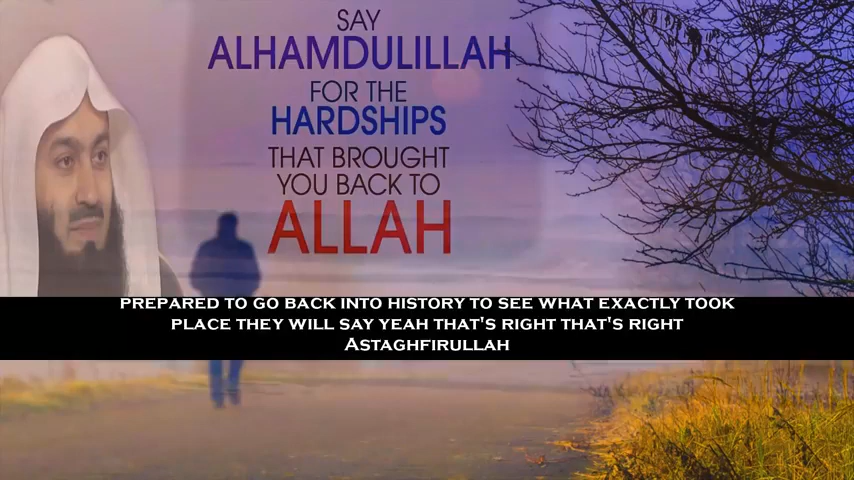 SAY
ALHAMDULILLAH
FOR THE
HARDSHIPS
THAT BROUGHT
YOU BACK TO
ALLAH
PREPARED TO GO BACK INTO HISTORY TO SEE WHAT EXACTLY TOOK
PLACE THEY WILL SAY YEAH THAT'S RIGHT THAT'S RIGHT
ASTAGHFIRULLAH